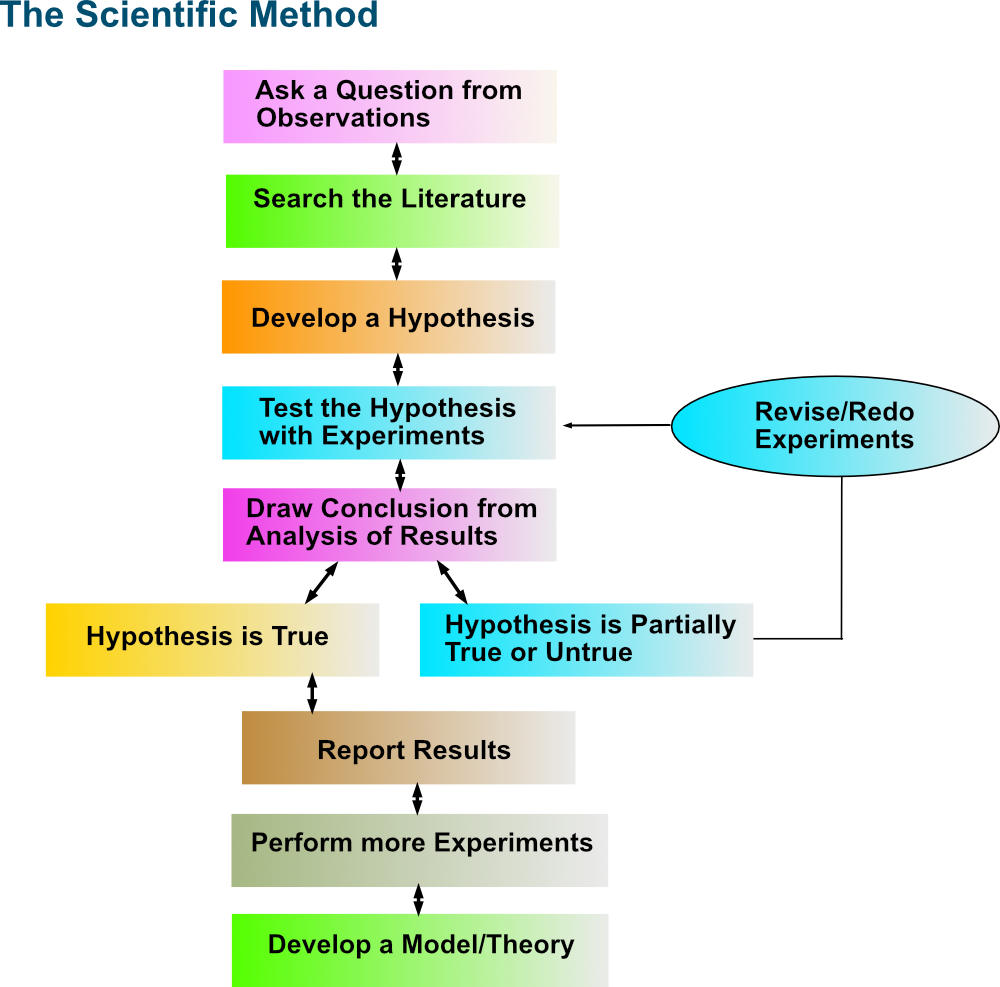 The Scientific Method
Ask a Question from
Observations
Search the Literature
Develop a Hypothesis
Test the Hypothesis
with Experiments
Revise/Redo
Experiments
Draw Conclusion from
Analysis of Results
Hypothesis is True
Hypothesis is Partially
True or Untrue
Report Results
Perform more Experiments
Develop a Model/Theory